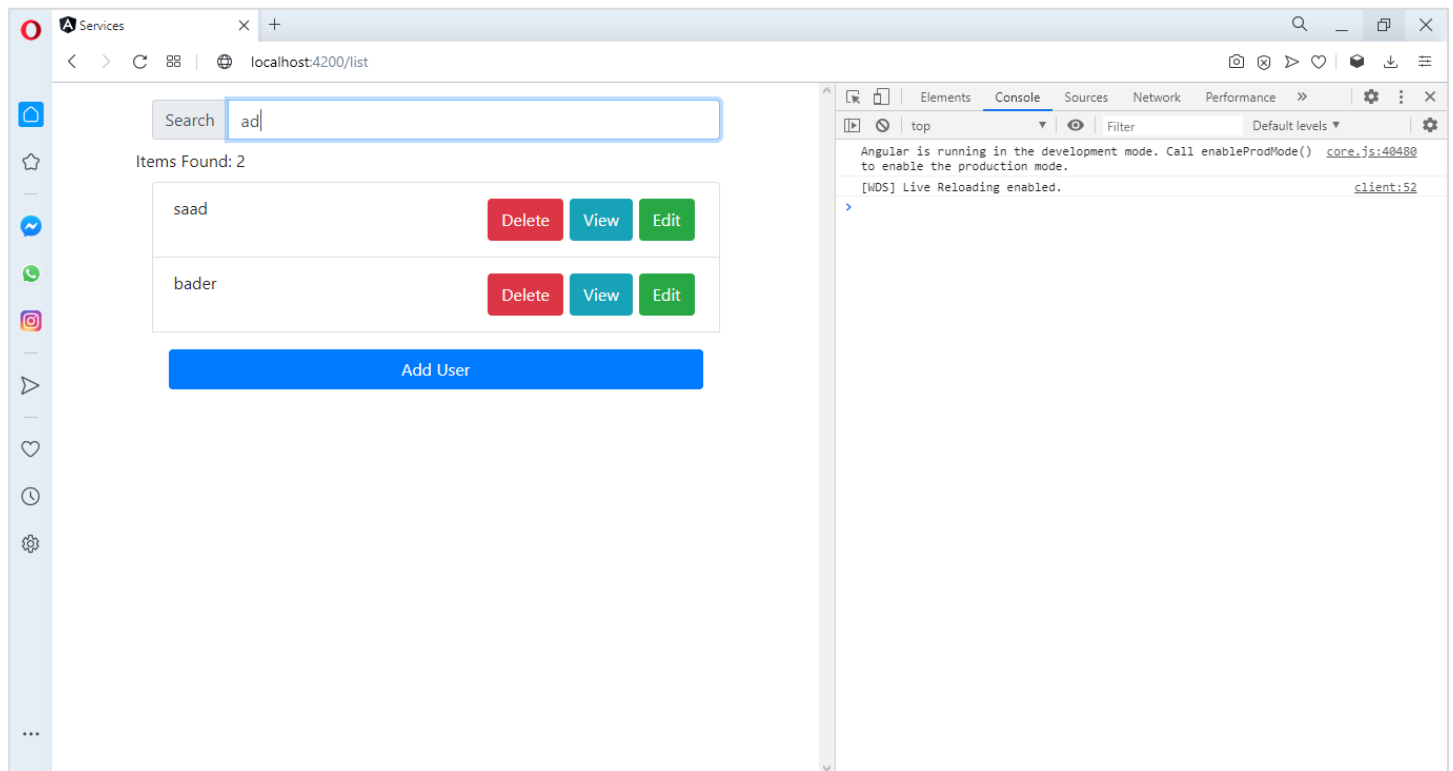 Services
localhost:4200/list
Search ad
Items Found: 2
saad Delete View Edit
bader Delete View Edit
Add User
Elements Console Sources Network Performance »
top Filter Default levels
Angular is running in the development mode. Call enableProdMode() core.js:40480
to enable the production mode.
[WDS] Live Reloading enabled. client:52